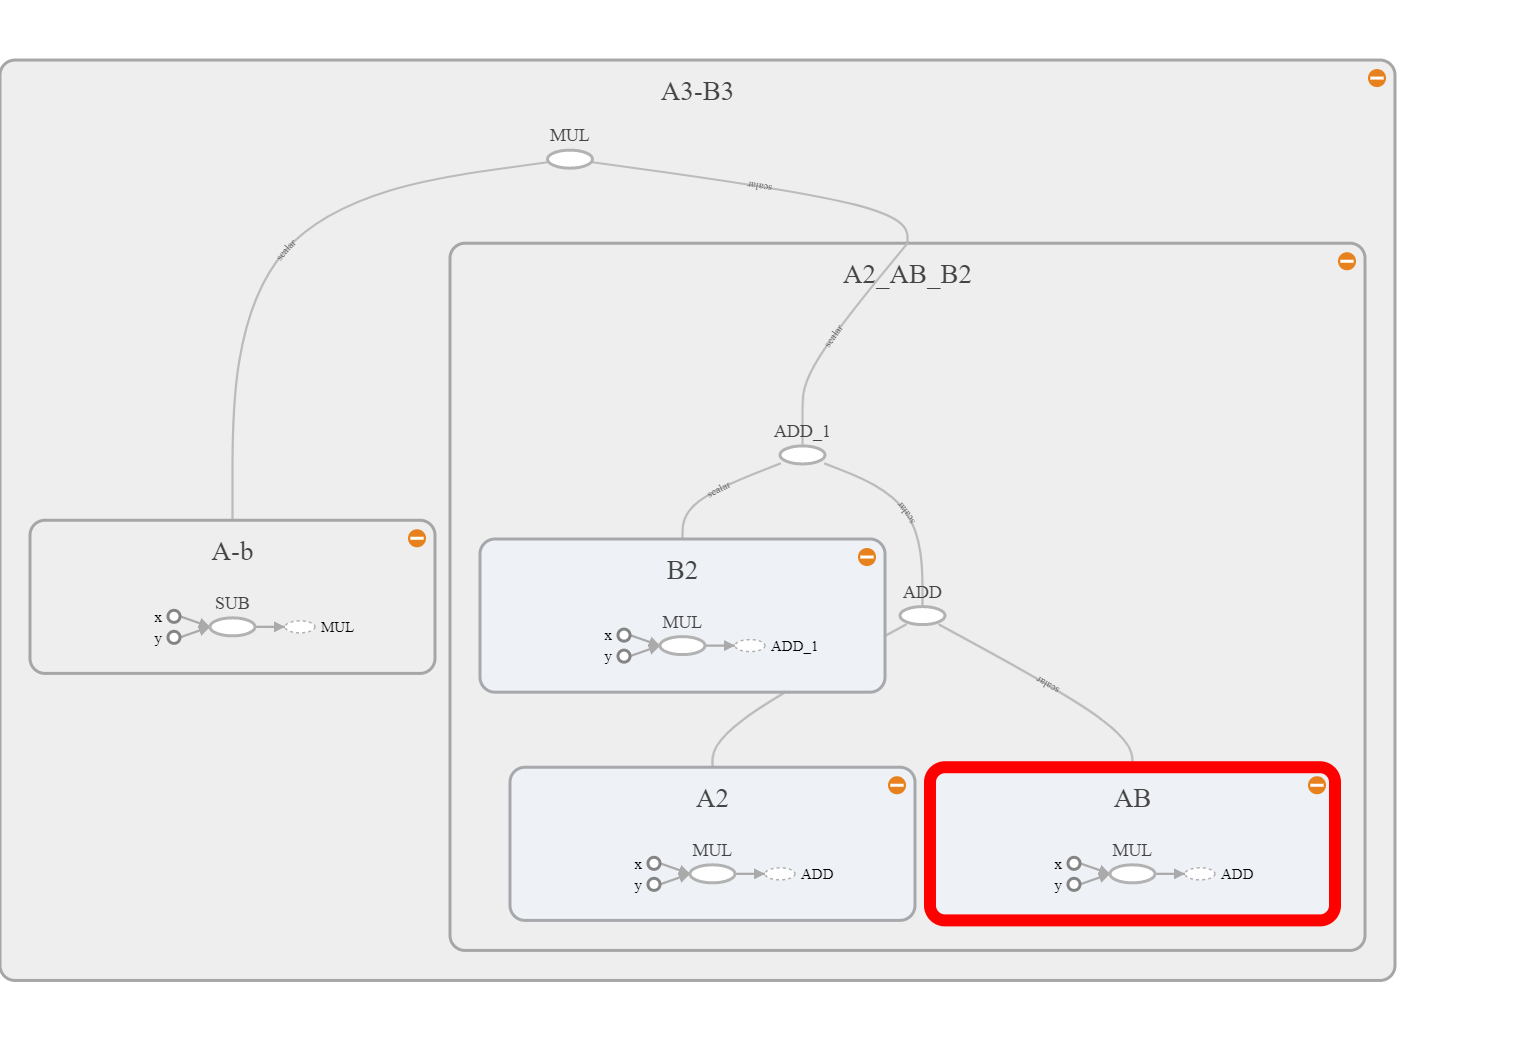 A3-B3
MUL
scalar
scalar
A2_AB_B2
scalar
ADD_1
scalar
scalar
A-b
SUB
x
y
MUL
B2
MUL
x
y
ADD_1
ADD
scalar
A2
MUL
x
y
ADD
AB
MUL
x
y
ADD